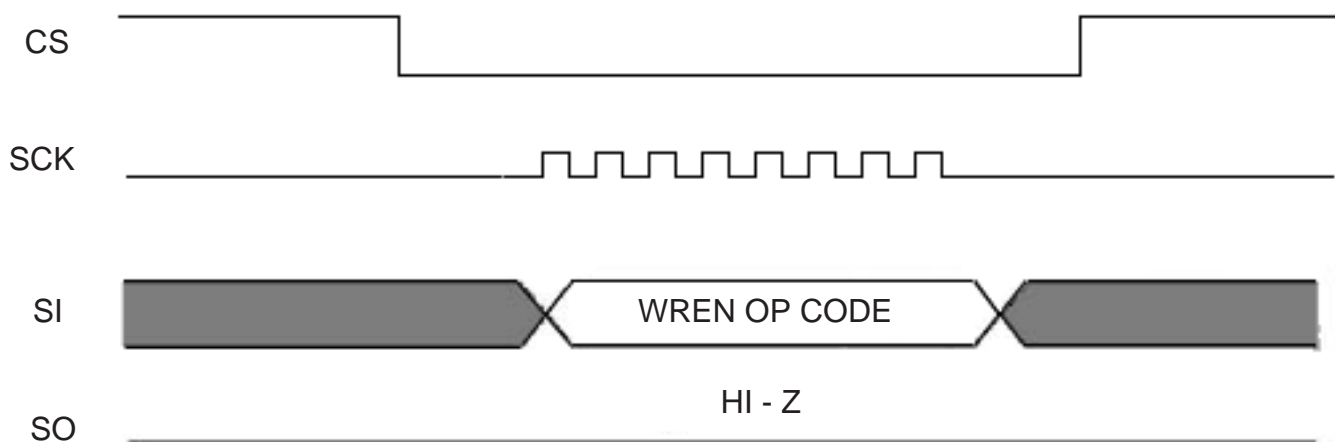 CS
SCK
SI
WREN OP CODE
HI - Z
SO